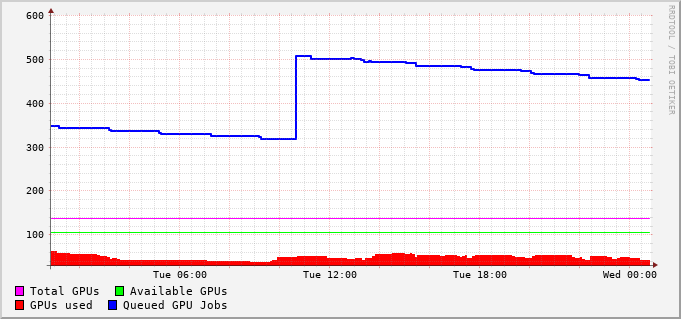 600
500
400
300
200
100
Tue 06:00 Tue 12:00 Tue 18:00 Wed 00:00
Total GPUs Available GPUs
GPUs used Queued GPU Jobs
RRDTOOL / TOBI OETIKER